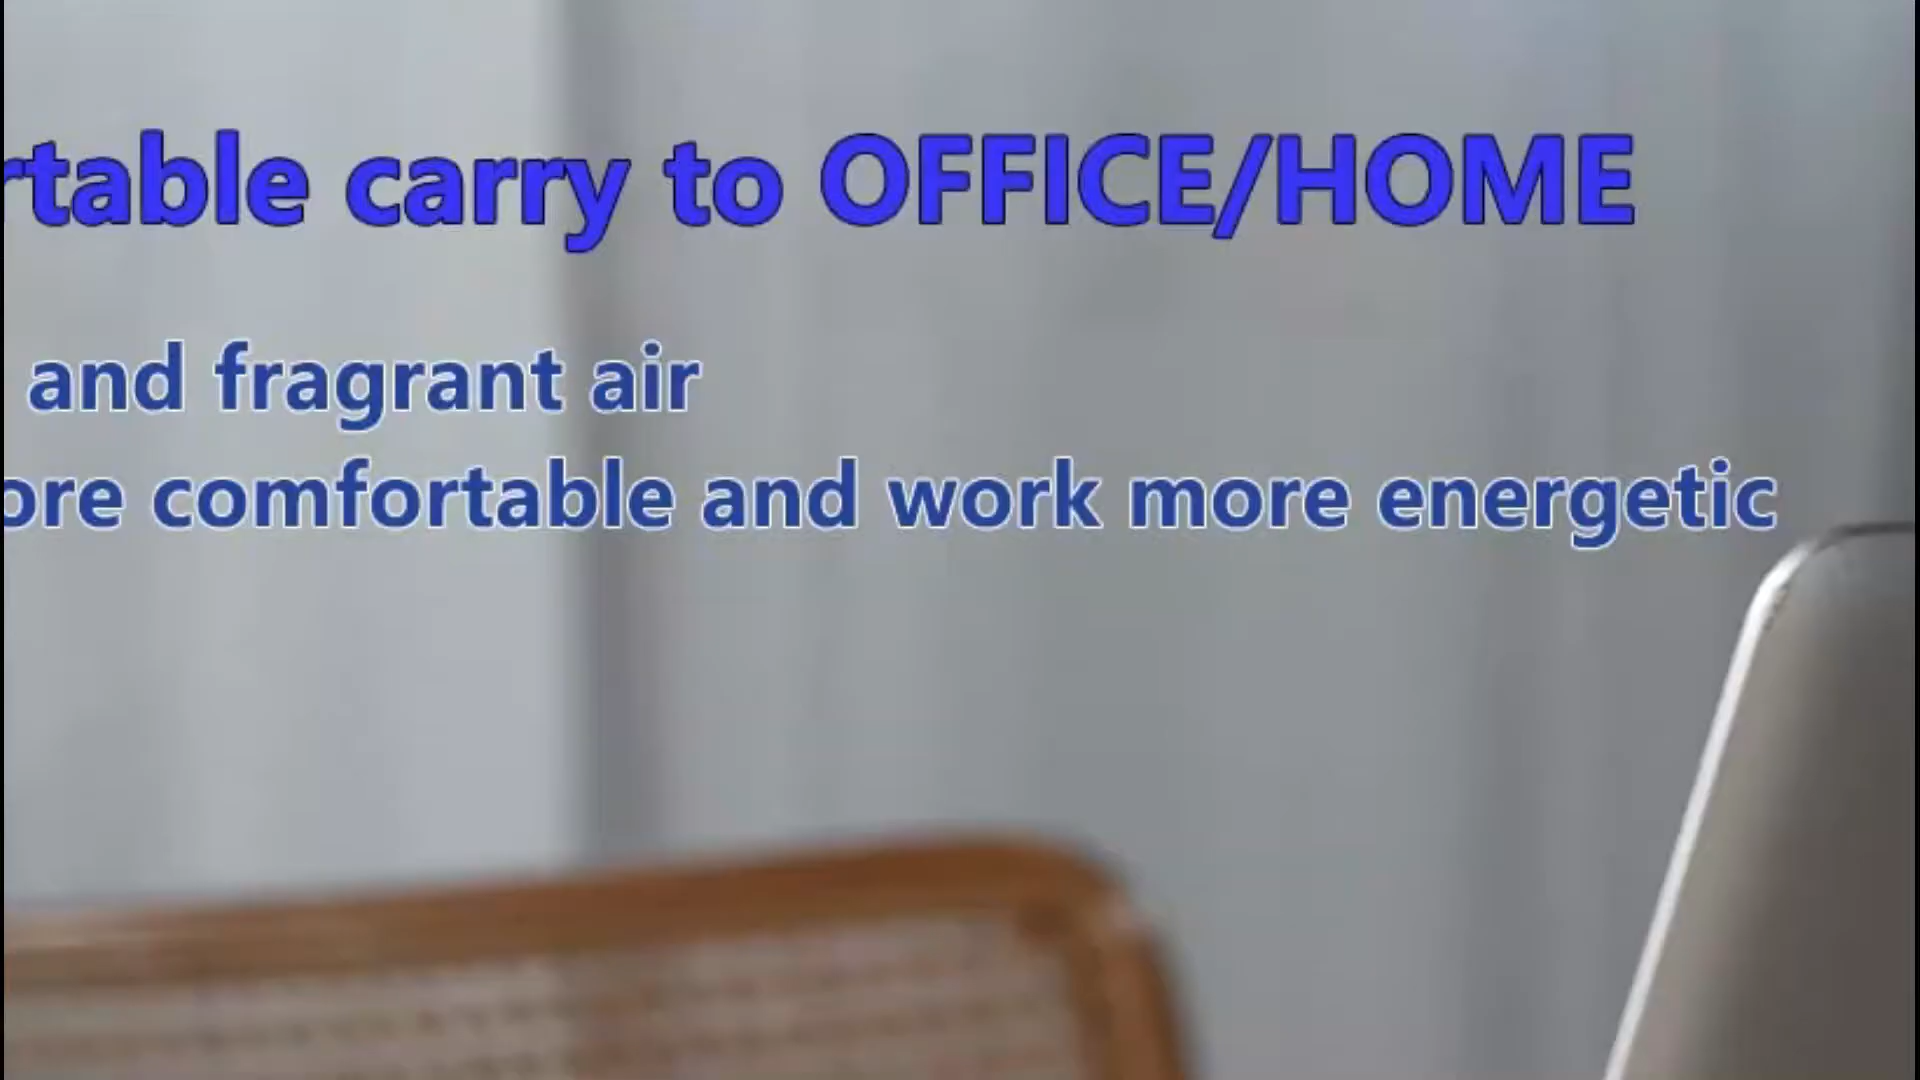 rtable carry to OFFICE/HOME
and fragrant air
ore comfortable and work more energetic